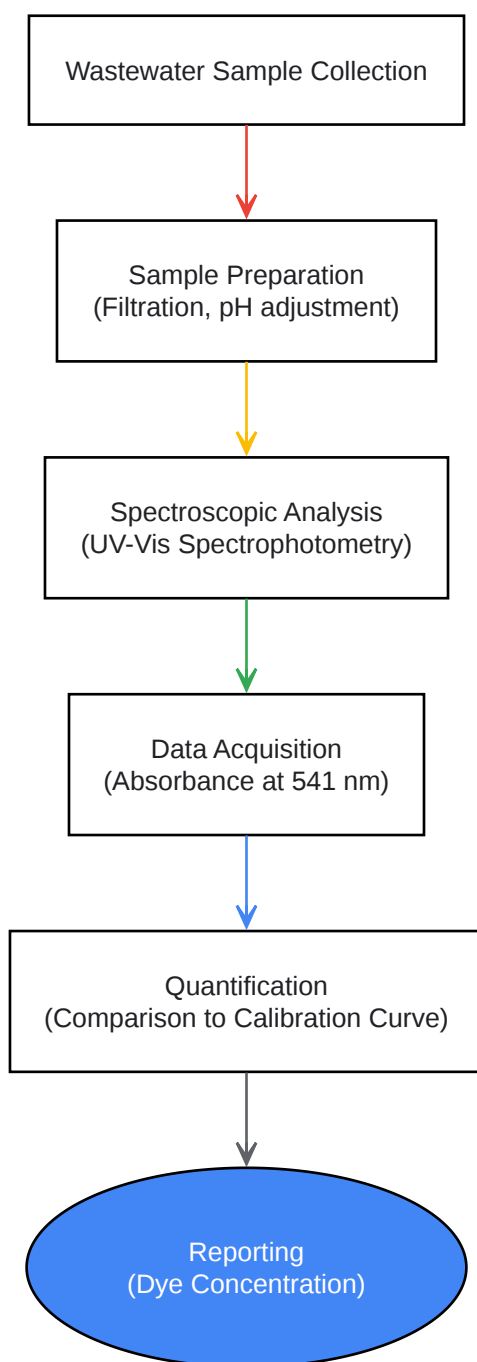 Wastewater Sample Collection
Sample Preparation
(Filtration, pH adjustment)
Spectroscopic Analysis
(UV-Vis Spectrophotometry)
Data Acquisition
(Absorbance at 541 nm)
Quantification
(Comparison to Calibration Curve)
Reporting
(Dye Concentration)